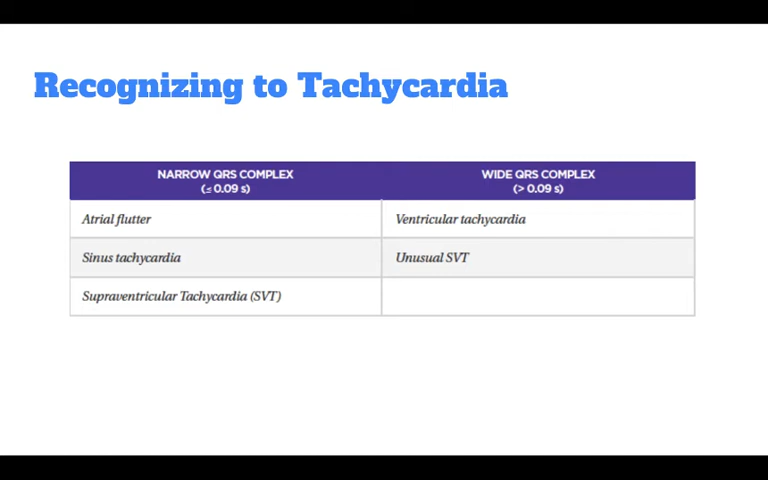 Recognizing to Tachycardia
NARROW QRS COMPLEX
(≤ 0.09 s)
WIDE QRS COMPLEX
(> 0.09 s)
Atrial flutter
Ventricular tachycardia
Sinus tachycardia
Unusual SVT
Supraventricular Tachycardia (SVT)